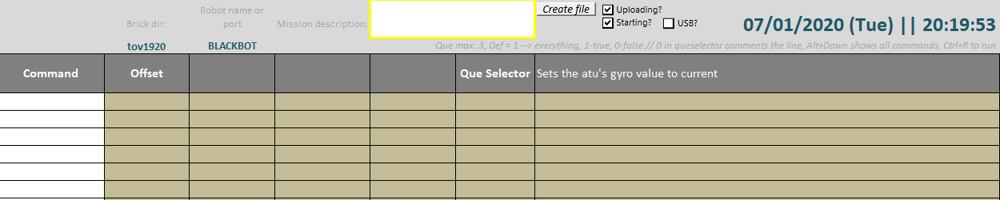 Robot name or
port
Brick dir:
Mission description:
Create file
Uploading?
Starting?
USB?
07/01/2020 (Tue) || 20:19:53
tov1920
BLACKBOT
Que max: 3, Def = 1 --> everything, 1-true, 0-false // 0 in queselector comments the line, Alt+Down shows all commands, Ctrl+R to run
Command Offset Que Selector Sets the atu's gyro value to current